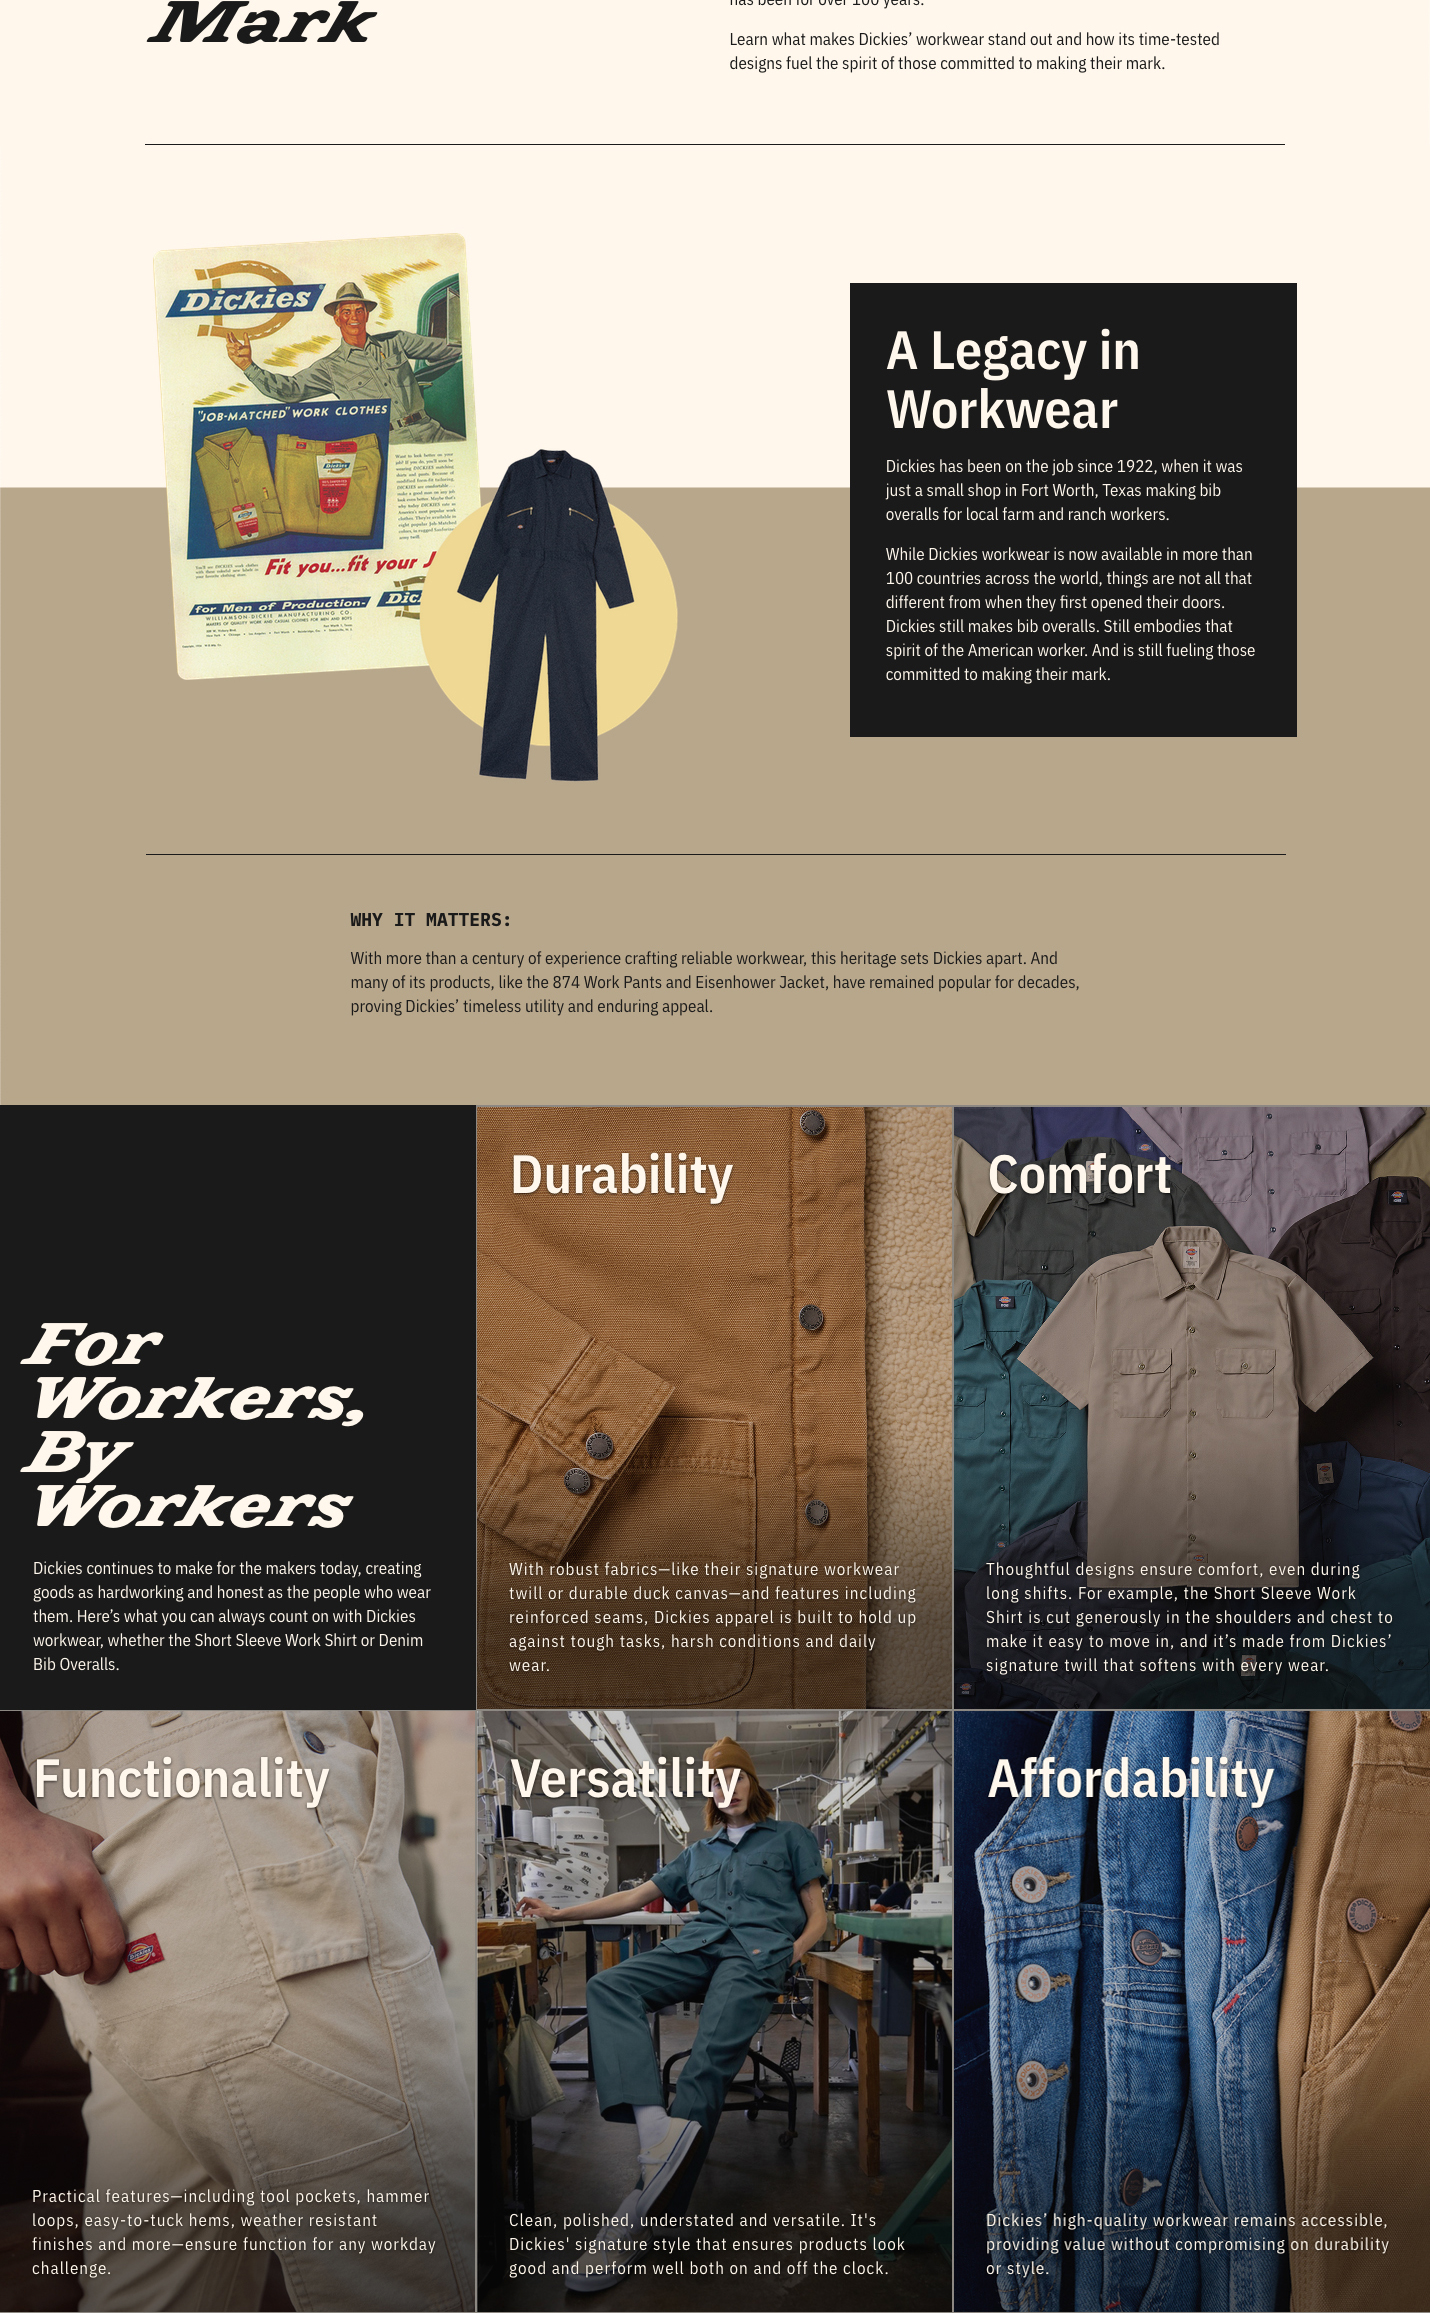 Mark
has been for over 100 years.
Learn what makes Dickies’ workwear stand out and how its time-tested
designs fuel the spirit of those committed to making their mark.
Dickies
"JOB-MATCHED" WORK CLOTHES
Dickies
Fit you...fit your
for Men of Production-
WILLIAMSON-DICKIE MANUFACTURING CO.
A Legacy in
Workwear
Dickies has been on the job since 1922, when it was
just a small shop in Fort Worth, Texas making bib
overalls for local farm and ranch workers.
While Dickies workwear is now available in more than
100 countries across the world, things are not all that
different from when they first opened their doors.
Dickies still makes bib overalls. Still embodies that
spirit of the American worker. And is still fueling those
committed to making their mark.
WHY IT MATTERS:
With more than a century of experience crafting reliable workwear, this heritage sets Dickies apart. And
many of its products, like the 874 Work Pants and Eisenhower Jacket, have remained popular for decades,
proving Dickies’ timeless utility and enduring appeal.
For
Workers,
By
Workers
Dickies continues to make for the makers today, creating
goods as hardworking and honest as the people who wear
them. Here’s what you can always count on with Dickies
workwear, whether the Short Sleeve Work Shirt or Denim
Bib Overalls.
Durability
With robust fabrics—like their signature workwear
twill or durable duck canvas—and features including
reinforced seams, Dickies apparel is built to hold up
against tough tasks, harsh conditions and daily
wear.
Comfort
Thoughtful designs ensure comfort, even during
long shifts. For example, the Short Sleeve Work
Shirt is cut generously in the shoulders and chest to
make it easy to move in, and it’s made from Dickies’
signature twill that softens with every wear.
Functionality
Dickies
Practical features—including tool pockets, hammer
loops, easy-to-tuck hems, weather resistant
finishes and more—ensure function for any workday
challenge.
Versatility
Clean, polished, understated and versatile. It's
Dickies' signature style that ensures products look
good and perform well both on and off the clock.
Affordability
Dickies’ high-quality workwear remains accessible,
providing value without compromising on durability
or style.